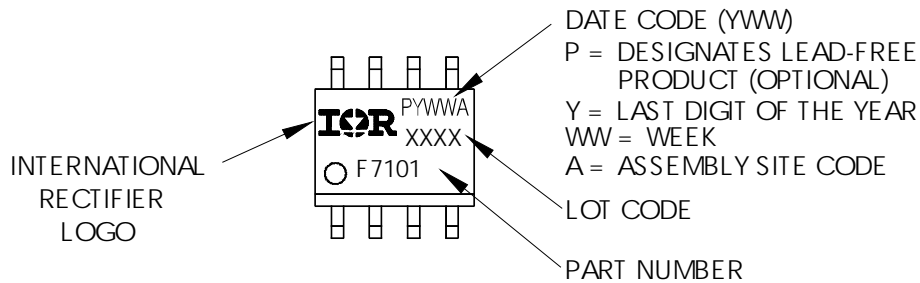 DATE CODE (YWW)
P = DESIGNATES LEAD-FREE
PRODUCT (OPTIONAL)
Y = LAST DIGIT OF THE YEAR
WW = WEEK
A = ASSEMBLY SITE CODE
LOT CODE
PART NUMBER
INTERNATIONAL
RECTIFIER
LOGO
IOR
PYWWA
XXXX
F7101